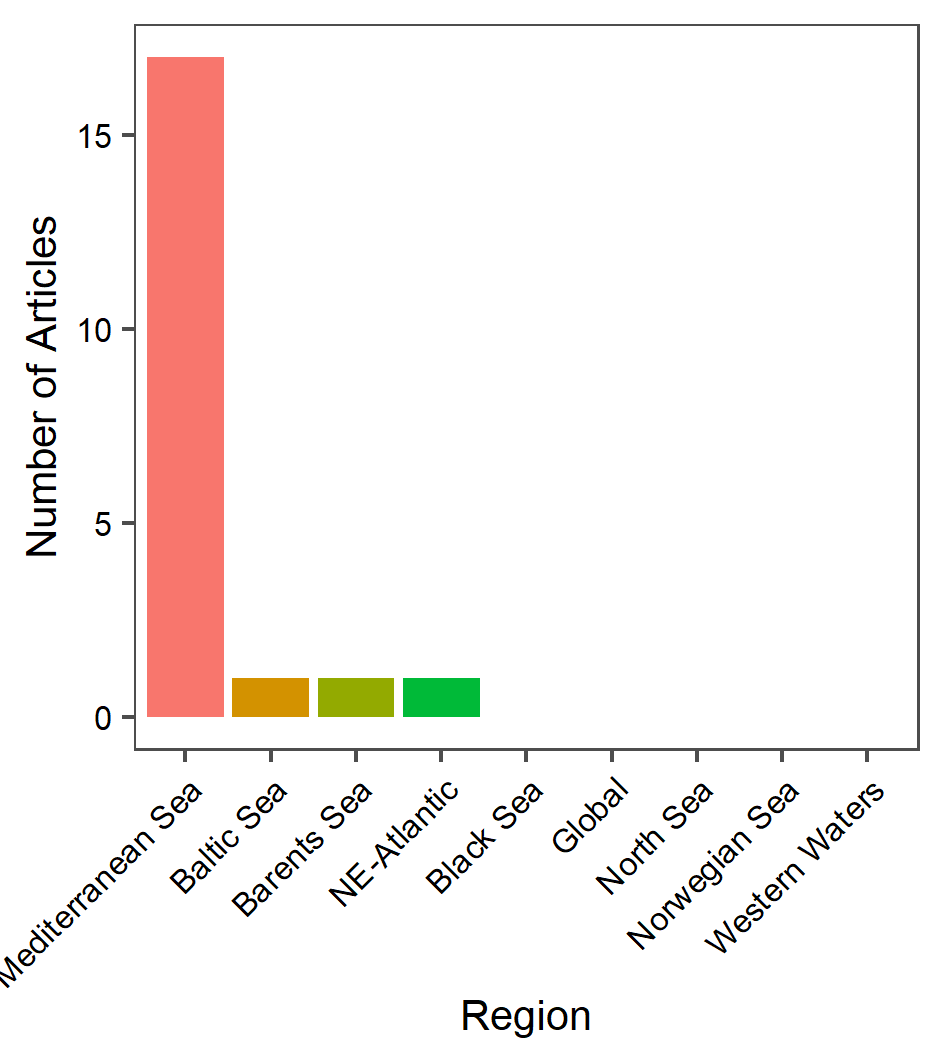 Number of Articles
15
10
5
0
Mediterranean Sea
Baltic Sea
Barents Sea
NE-Atlantic
Black Sea
Global
North Sea
Norwegian Sea
Western Waters
Region